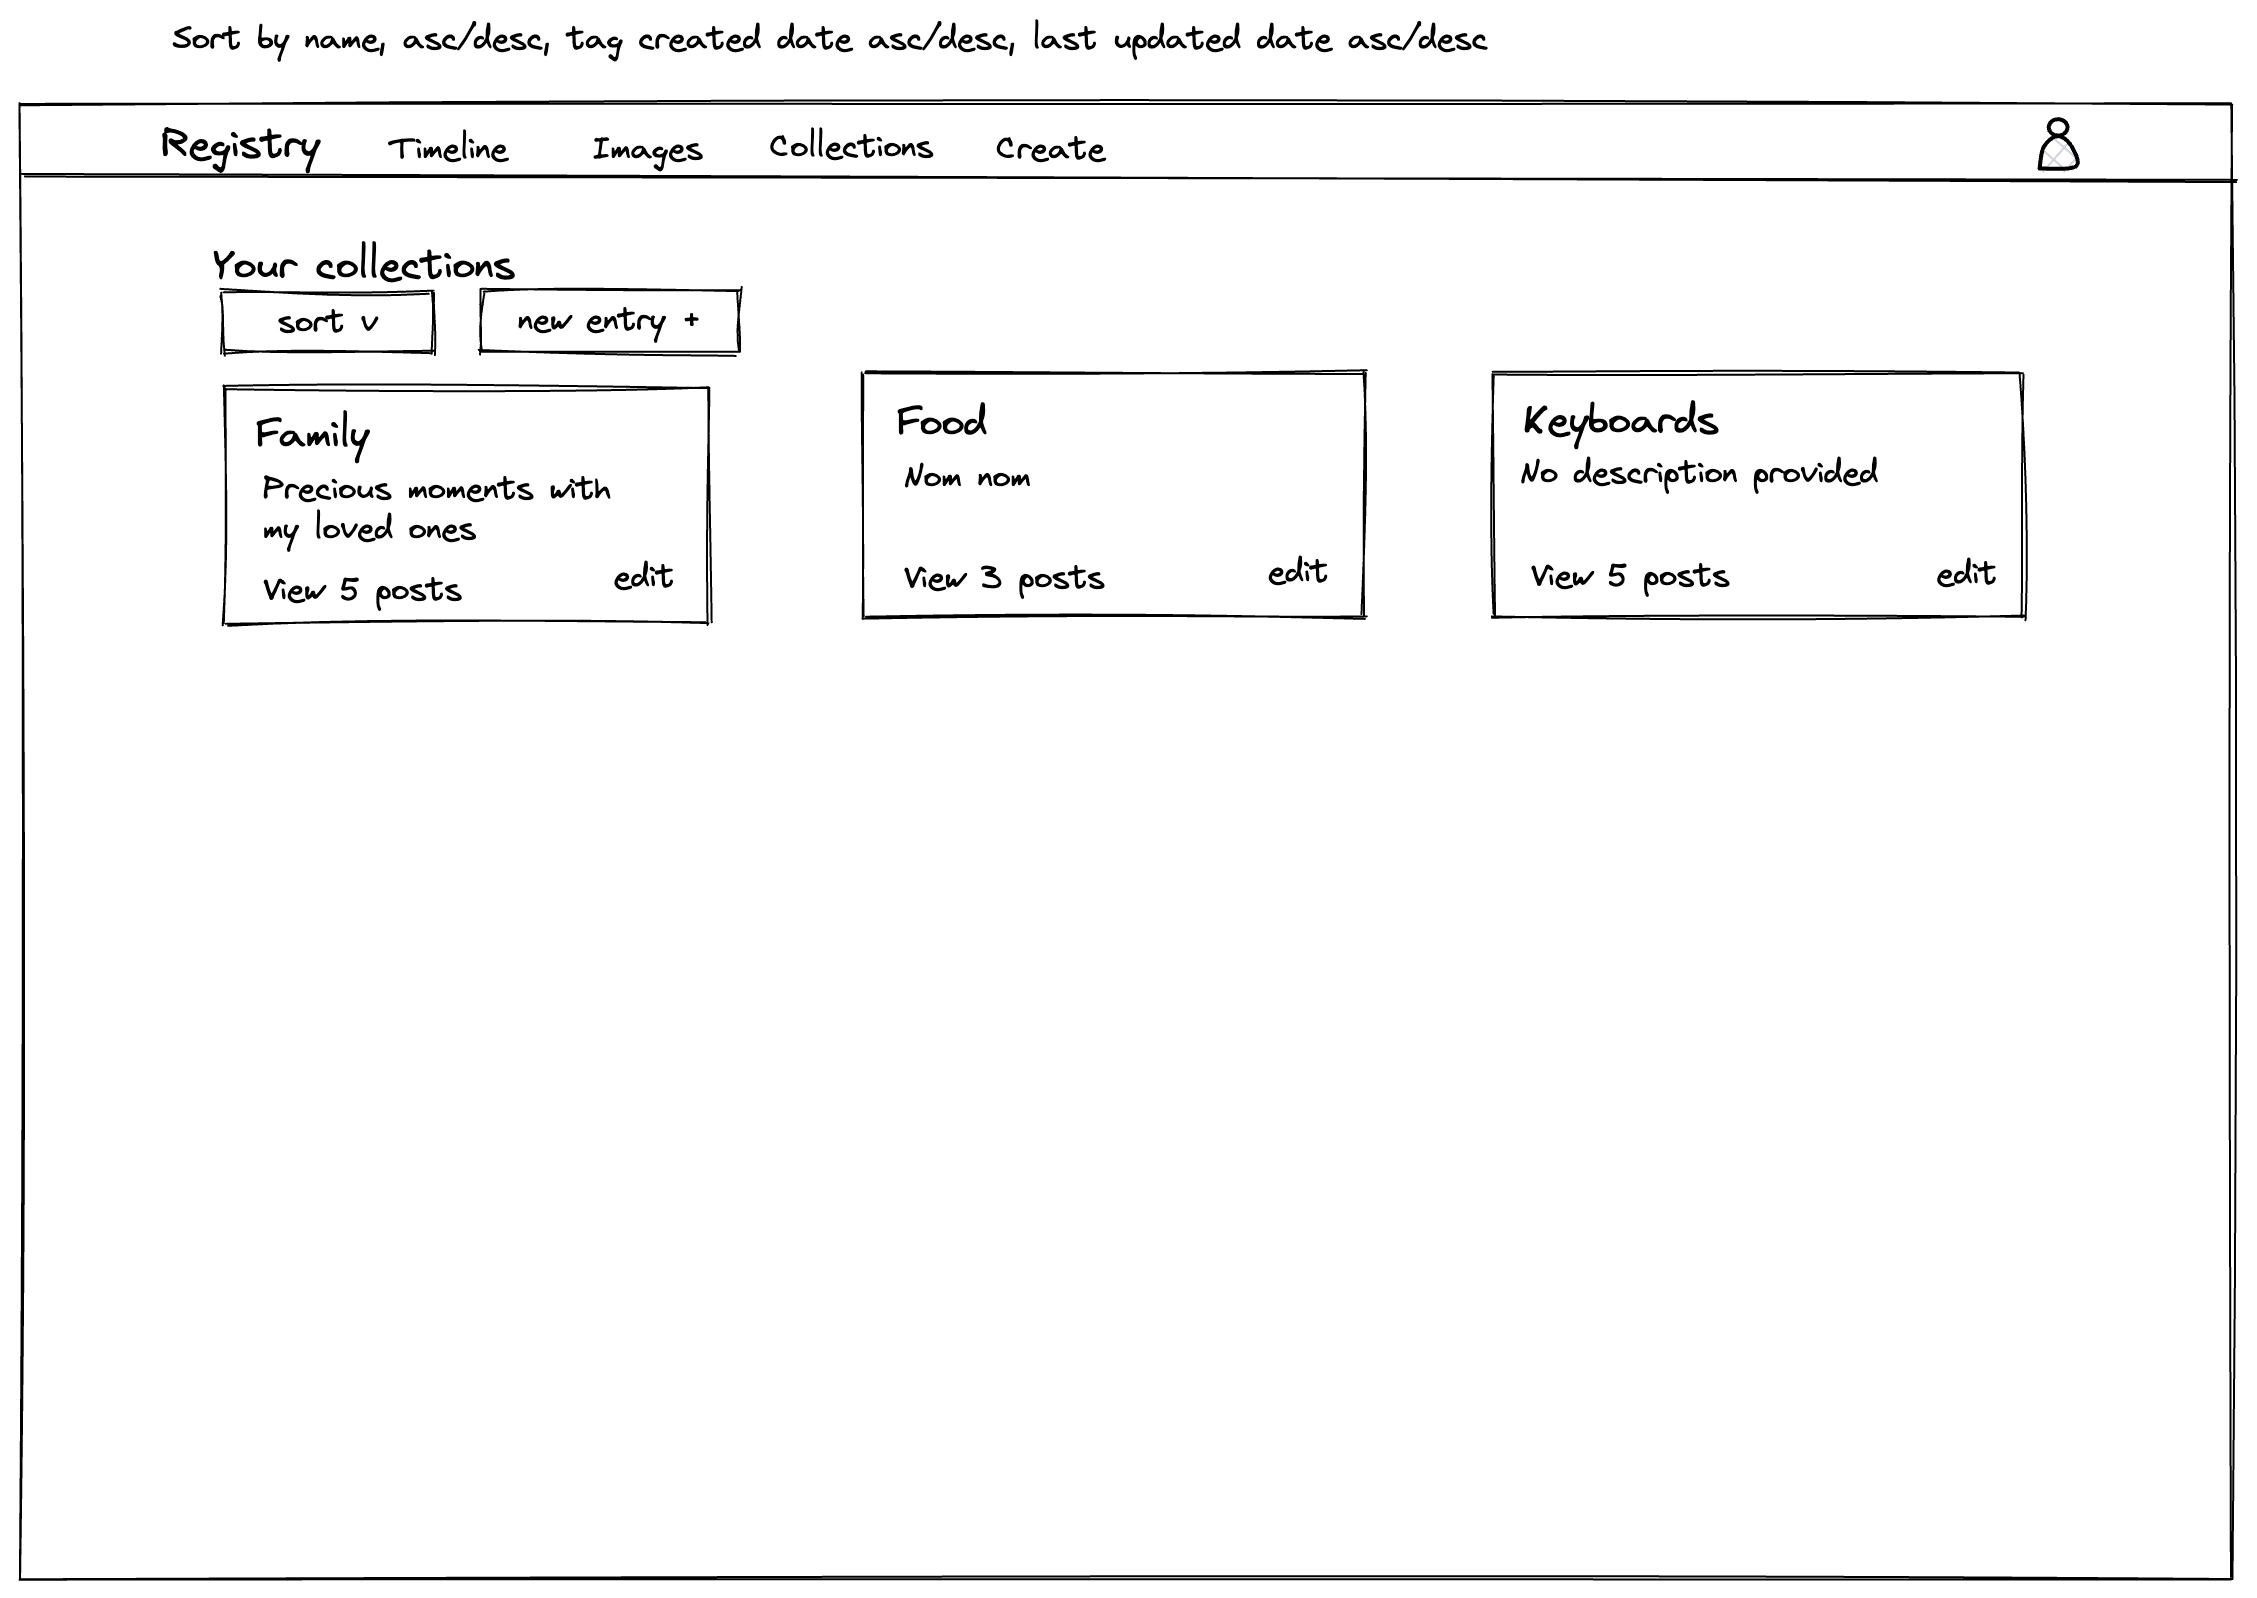 Sort by name, asc/desc, tag created date asc/desc, last updated date asc/desc
Registry Timeline Images Collections Create
Your collections
sort v new entry +
Family
Precious moments with
my loved ones
View 5 posts edit
Food
Nom nom
View 3 posts edit
Keyboards
No description provided
View 5 posts edit